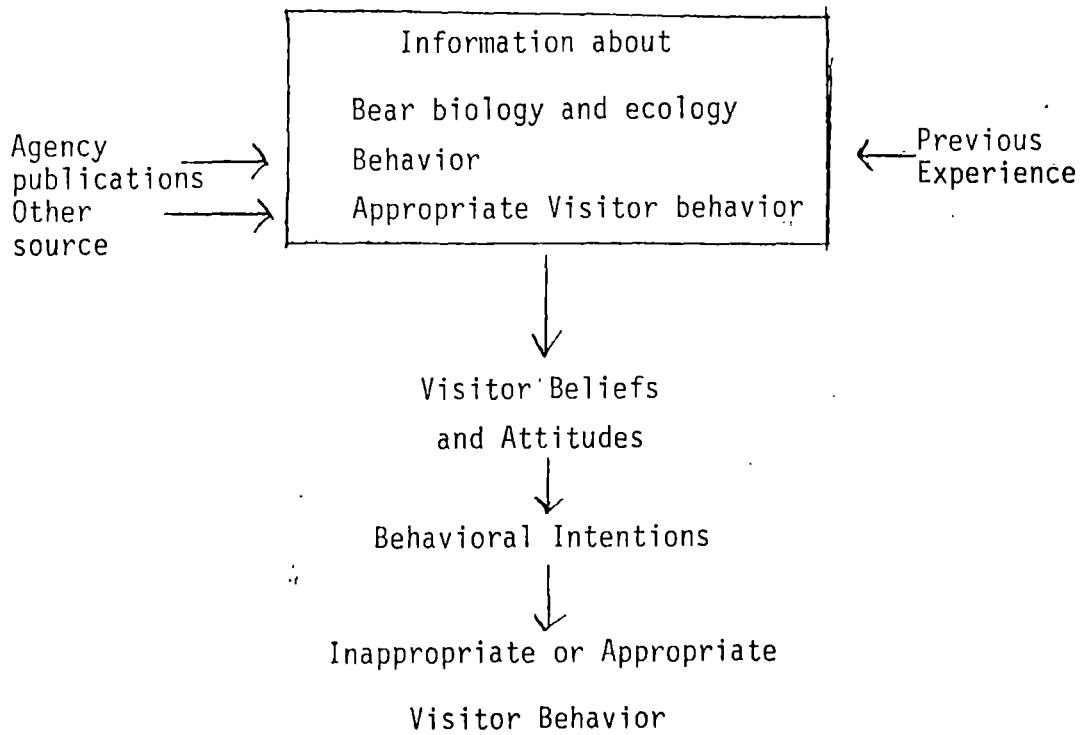 Information about
Bear biology and ecology
Behavior
Appropriate Visitor behavior
Agency
publications
Other
source
Previous
Experience
Visitor Beliefs
and Attitudes
Behavioral Intentions
Inappropriate or Appropriate
Visitor Behavior